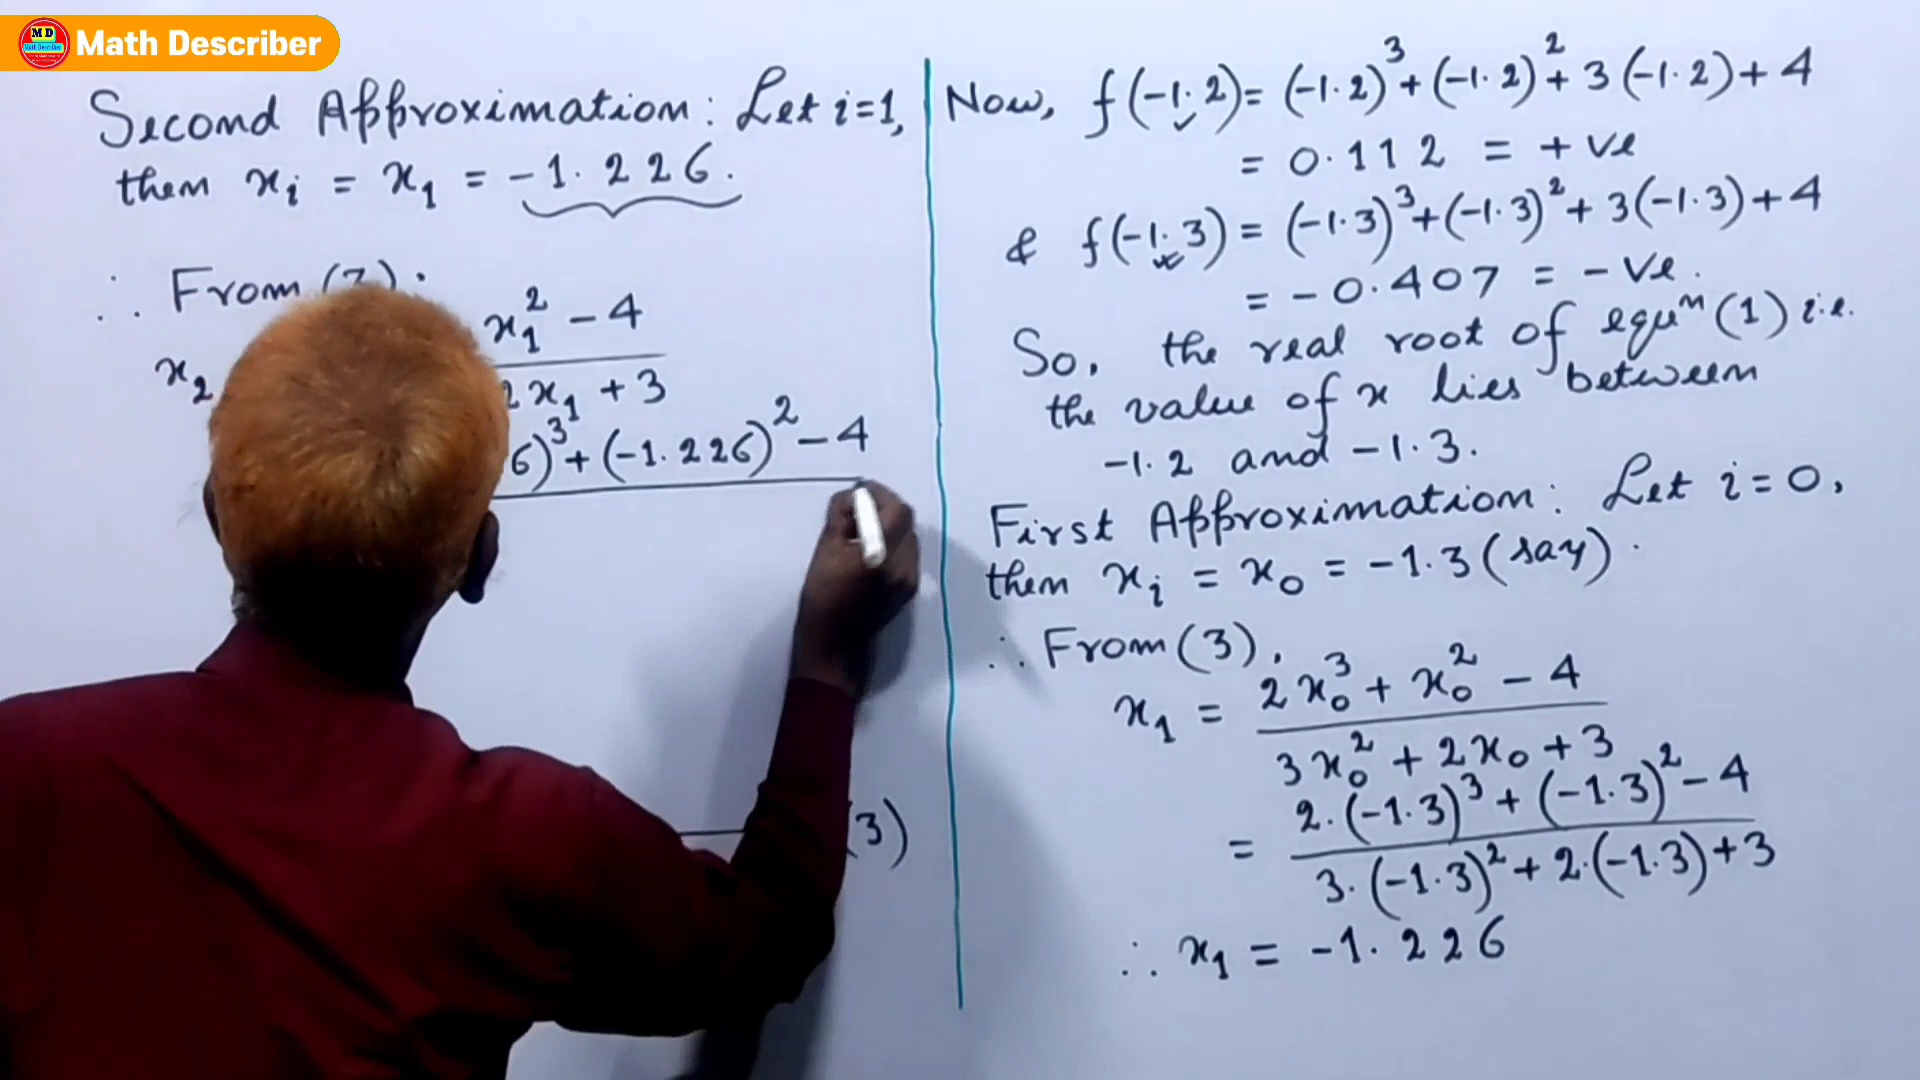 MD
Math Describer
Math Describer
Second Approximation: Let i=1,
then xᵢ = x₁ = -1.226.
∴ From (3),
x₂
x₁² - 4
2x₁ + 3
6)³ + (-1.226)² - 4
(3)
Now, f(-1.2) = (-1.2)³ + (-1.2)² + 3(-1.2) + 4
= 0.112 = +ve
& f(-1.3) = (-1.3)³ + (-1.3)² + 3(-1.3) + 4
= -0.407 = -ve.
So, the real root of equⁿ (1) i.e.
the value of x lies between
-1.2 and -1.3.
First Approximation: Let i=0,
then xᵢ = x₀ = -1.3 (say).
∴ From (3),
x₁ = 2x₀³ + x₀² - 4
3x₀² + 2x₀ + 3
= 2.(-1.3)³ + (-1.3)² - 4
3.(-1.3)² + 2.(-1.3) + 3
∴ x₁ = -1.226